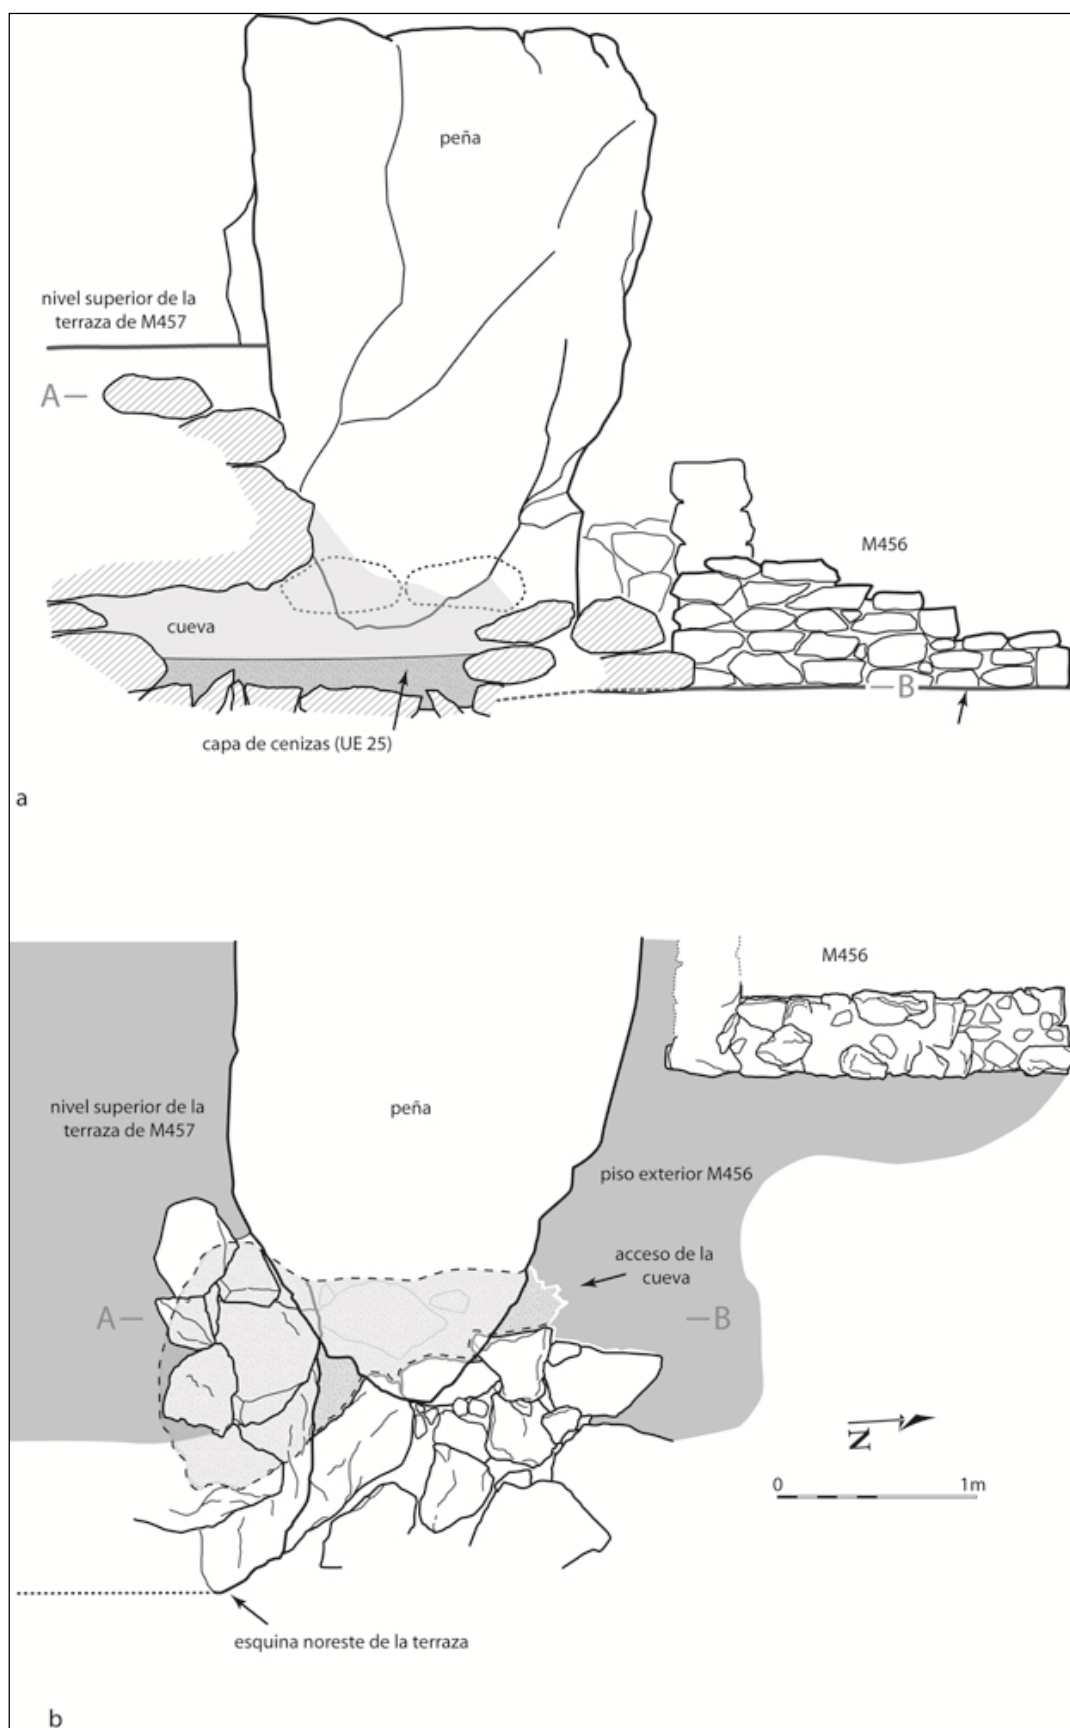 peña
nivel superior de la
terraza de M457
A
M456
cueva
B
capa de cenizas (UE 25)
a
M456
nivel superior de la
terraza de M457
peña
piso exterior M456
acceso de la
cueva
A
B
N
0 1m
esquina noreste de la terraza
b